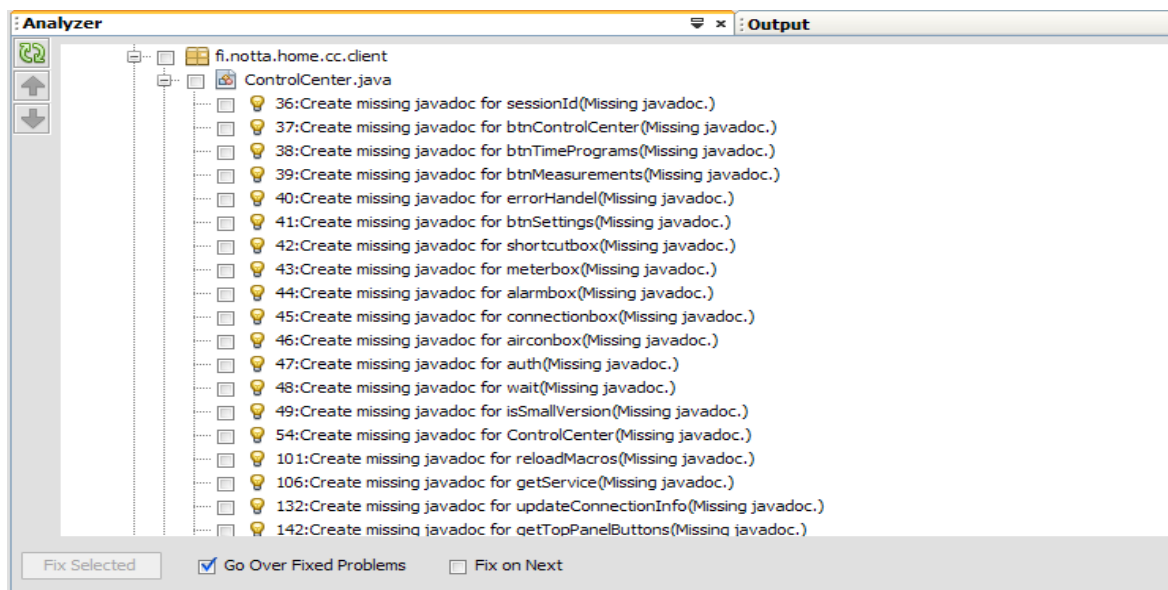 Analyzer
Output
fi.notta.home.cc.client
ControlCenter.java
36:Create missing javadoc for sessionId(Missing javadoc.)
37:Create missing javadoc for btnControlCenter(Missing javadoc.)
38:Create missing javadoc for btnTimePrograms(Missing javadoc.)
39:Create missing javadoc for btnMeasurements(Missing javadoc.)
40:Create missing javadoc for errorHandel(Missing javadoc.)
41:Create missing javadoc for btnSettings(Missing javadoc.)
42:Create missing javadoc for shortcutbox(Missing javadoc.)
43:Create missing javadoc for meterbox(Missing javadoc.)
44:Create missing javadoc for alarmbox(Missing javadoc.)
45:Create missing javadoc for connectionbox(Missing javadoc.)
46:Create missing javadoc for airconbox(Missing javadoc.)
47:Create missing javadoc for auth(Missing javadoc.)
48:Create missing javadoc for wait(Missing javadoc.)
49:Create missing javadoc for isSmallVersion(Missing javadoc.)
54:Create missing javadoc for ControlCenter(Missing javadoc.)
101:Create missing javadoc for reloadMacros(Missing javadoc.)
106:Create missing javadoc for getService(Missing javadoc.)
132:Create missing javadoc for updateConnectionInfo(Missing javadoc.)
142:Create missing javadoc for getTopPanelButtons(Missing javadoc.)
Fix Selected
Go Over Fixed Problems
Fix on Next